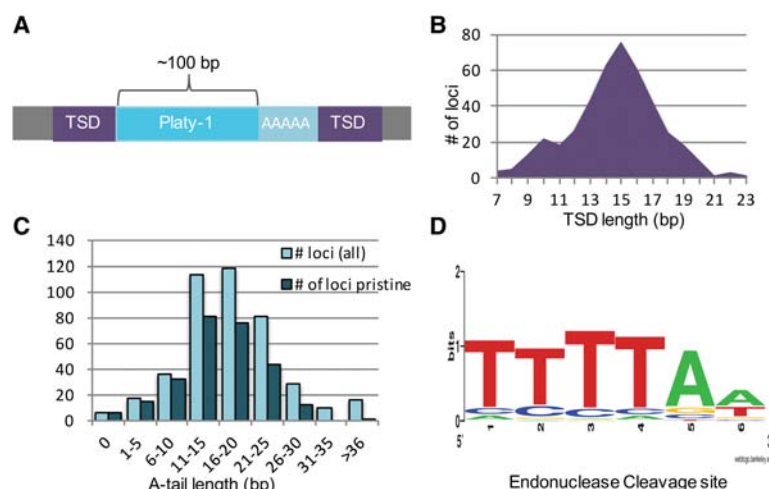 A
~100 bp
TSD
Platy-1
AAAAA
TSD
B
# of loci
80
60
40
20
0
7 9 11 13 15 17 19 21 23
TSD length (bp)
C
140
120
100
80
60
40
20
0
# loci (all)
# of loci pristine
0 1-5 6-10 11-15 16-20 21-25 26-30 31-35 >36
A-tail length (bp)
D
bits
2
1
0
T T T T A A
C C C C G T
5' 1 2 3 4 5 6 3'
Endonuclease Cleavage site